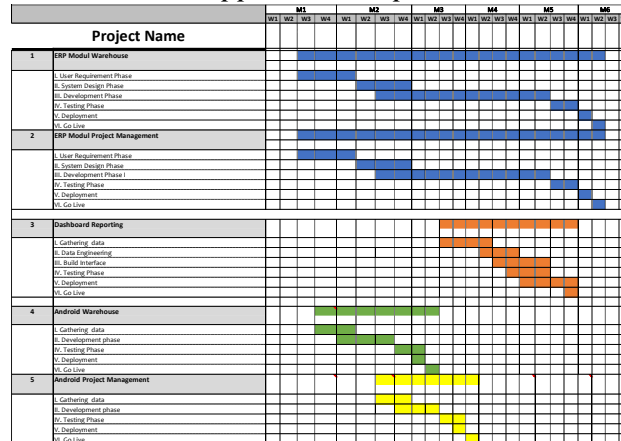 M1 M2 M3 M4 M5 M6
W1 W2 W3 W4 W1 W2 W3 W4 W1 W2 W3 W4 W1 W2 W3 W4 W1 W2 W3 W4 W1 W2 W3
Project Name
1 ERP Modul Warehouse
I. User Requirement Phase
II. System Design Phase
III. Development Phase
IV. Testing Phase
V. Deployment
VI. Go Live
2 ERP Modul Project Management
I. User Requirement Phase
II. System Design Phase
III. Development Phase i
IV. Testing Phase
V. Deployment
VI. Go Live
3 Dashboard Reporting
I. Gathering data
II. Data Engineering
III. Build Interface
IV. Testing Phase
V. Deployment
VI. Go Live
4 Android Warehouse
I. Gathering data
II. Development phase
IV. Testing Phase
V. Deployment
VI. Go Live
5 Android Project Management
I. Gathering data
II. Development phase
IV. Testing Phase
V. Deployment
VI. Go Live